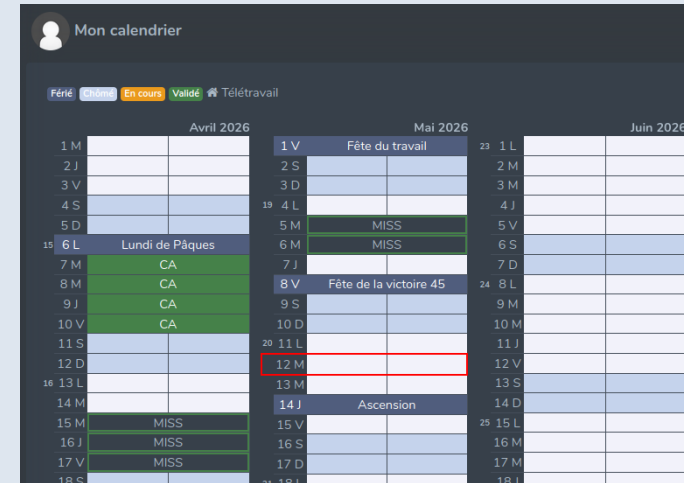 Mon calendrier
Férié Chômé En cours Validé Télétravail
Avril 2026 Mai 2026 Juin 2026
1 M 1 V Fête du travail 23 1 L
2 J 2 S 2 M
3 V 3 D 3 M
4 S 19 4 L 4 J
5 D 5 M MISS 5 V
15 6 L Lundi de Pâques 6 M MISS 6 S
7 M CA 7 J 7 D
8 M CA 8 V Fête de la victoire 45 24 8 L
9 J CA 9 S 9 M
10 V CA 10 D 10 M
11 S 20 11 L 11 J
12 D 12 M 12 V
16 13 L 13 M 13 S
14 M 14 J Ascension 14 D
15 M MISS 15 V 25 15 L
16 J MISS 16 S 16 M
17 V MISS 17 D 17 M
18 S 21 18 L 18 J